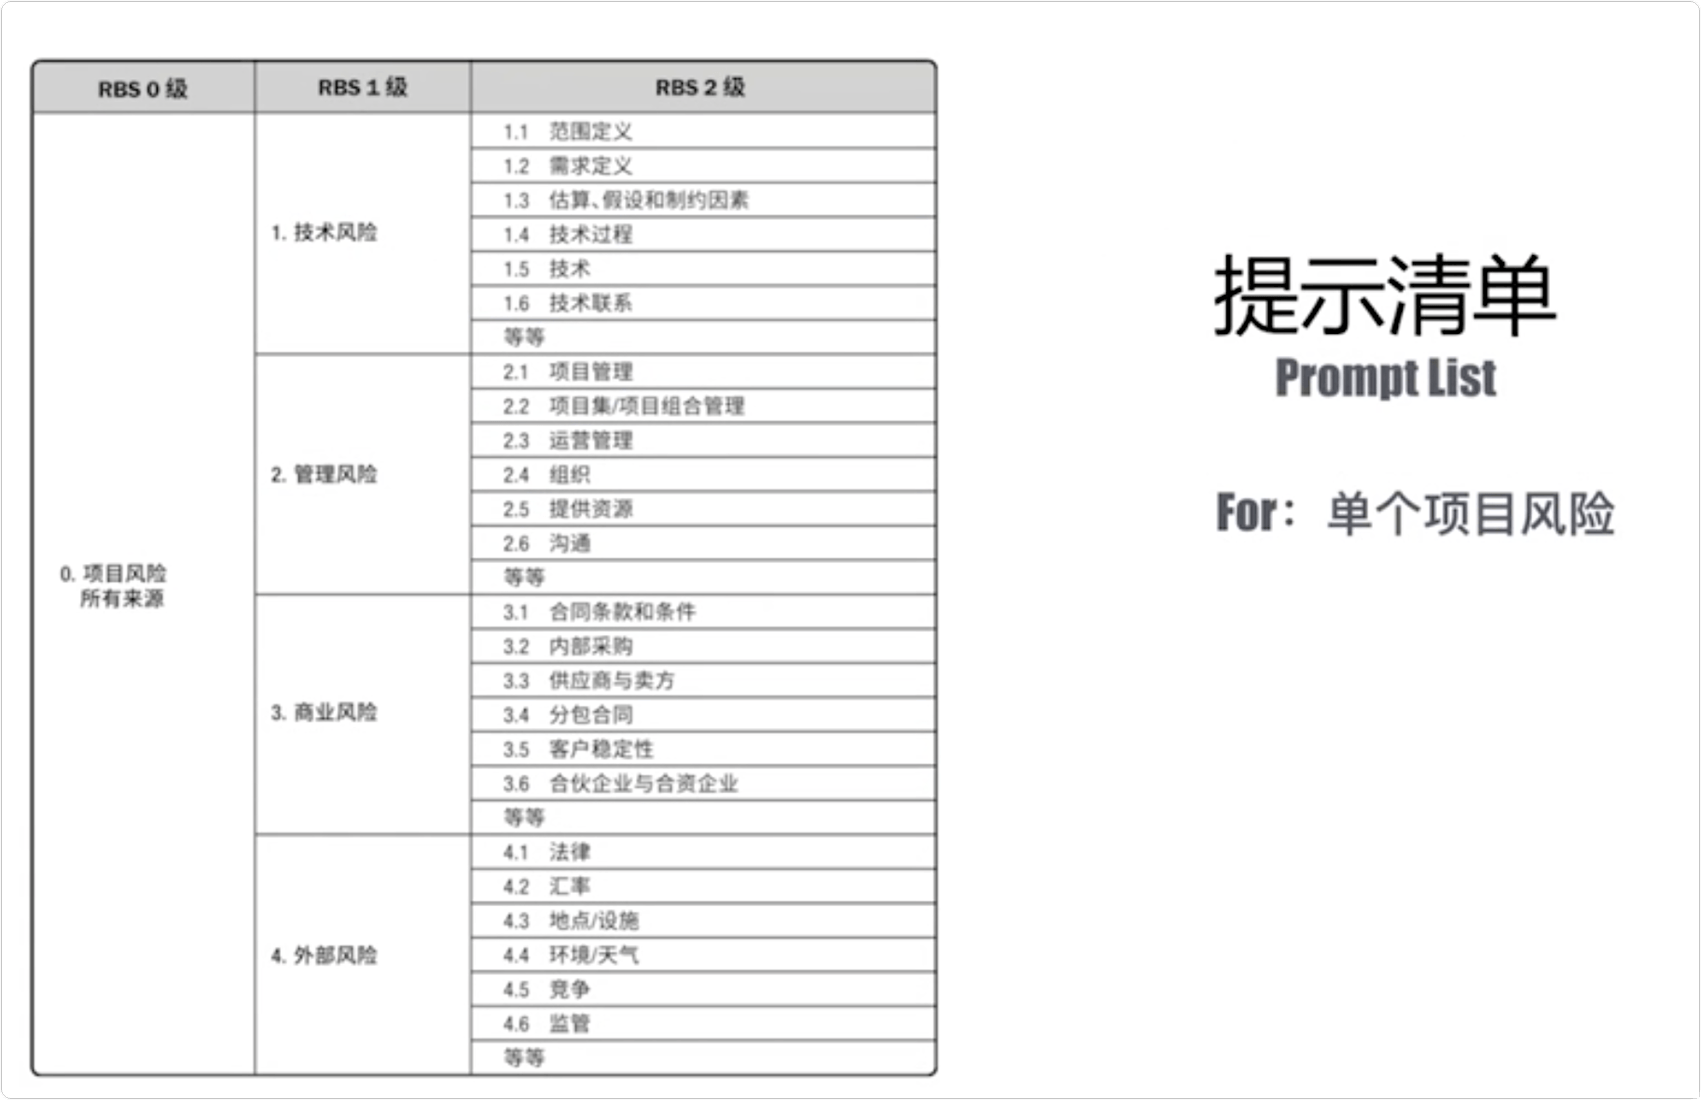 RBS 0 级 RBS 1 级 RBS 2 级
0. 项目风险
所有来源
1. 技术风险
1.1 范围定义
1.2 需求定义
1.3 估算、假设和制约因素
1.4 技术过程
1.5 技术
1.6 技术联系
等等
2. 管理风险
2.1 项目管理
2.2 项目集/项目组合管理
2.3 运营管理
2.4 组织
2.5 提供资源
2.6 沟通
等等
3. 商业风险
3.1 合同条款和条件
3.2 内部采购
3.3 供应商与卖方
3.4 分包合同
3.5 客户稳定性
3.6 合伙企业与合资企业
等等
4. 外部风险
4.1 法律
4.2 汇率
4.3 地点/设施
4.4 环境/天气
4.5 竞争
4.6 监管
等等
提示清单
Prompt List
For：单个项目风险